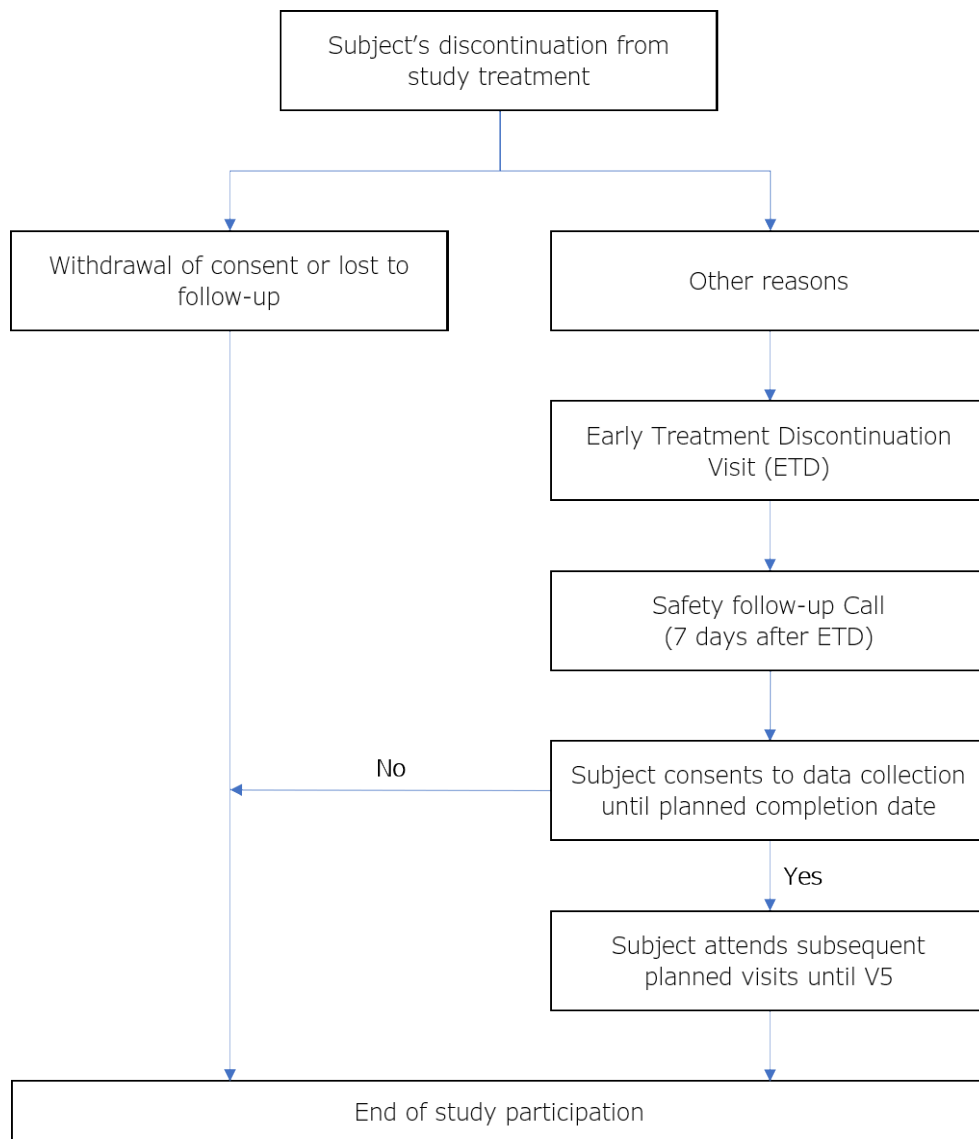 Subject’s discontinuation from
study treatment
Withdrawal of consent or lost to
follow-up
Other reasons
Early Treatment Discontinuation
Visit (ETD)
Safety follow-up Call
(7 days after ETD)
No
Subject consents to data collection
until planned completion date
Yes
Subject attends subsequent
planned visits until V5
End of study participation